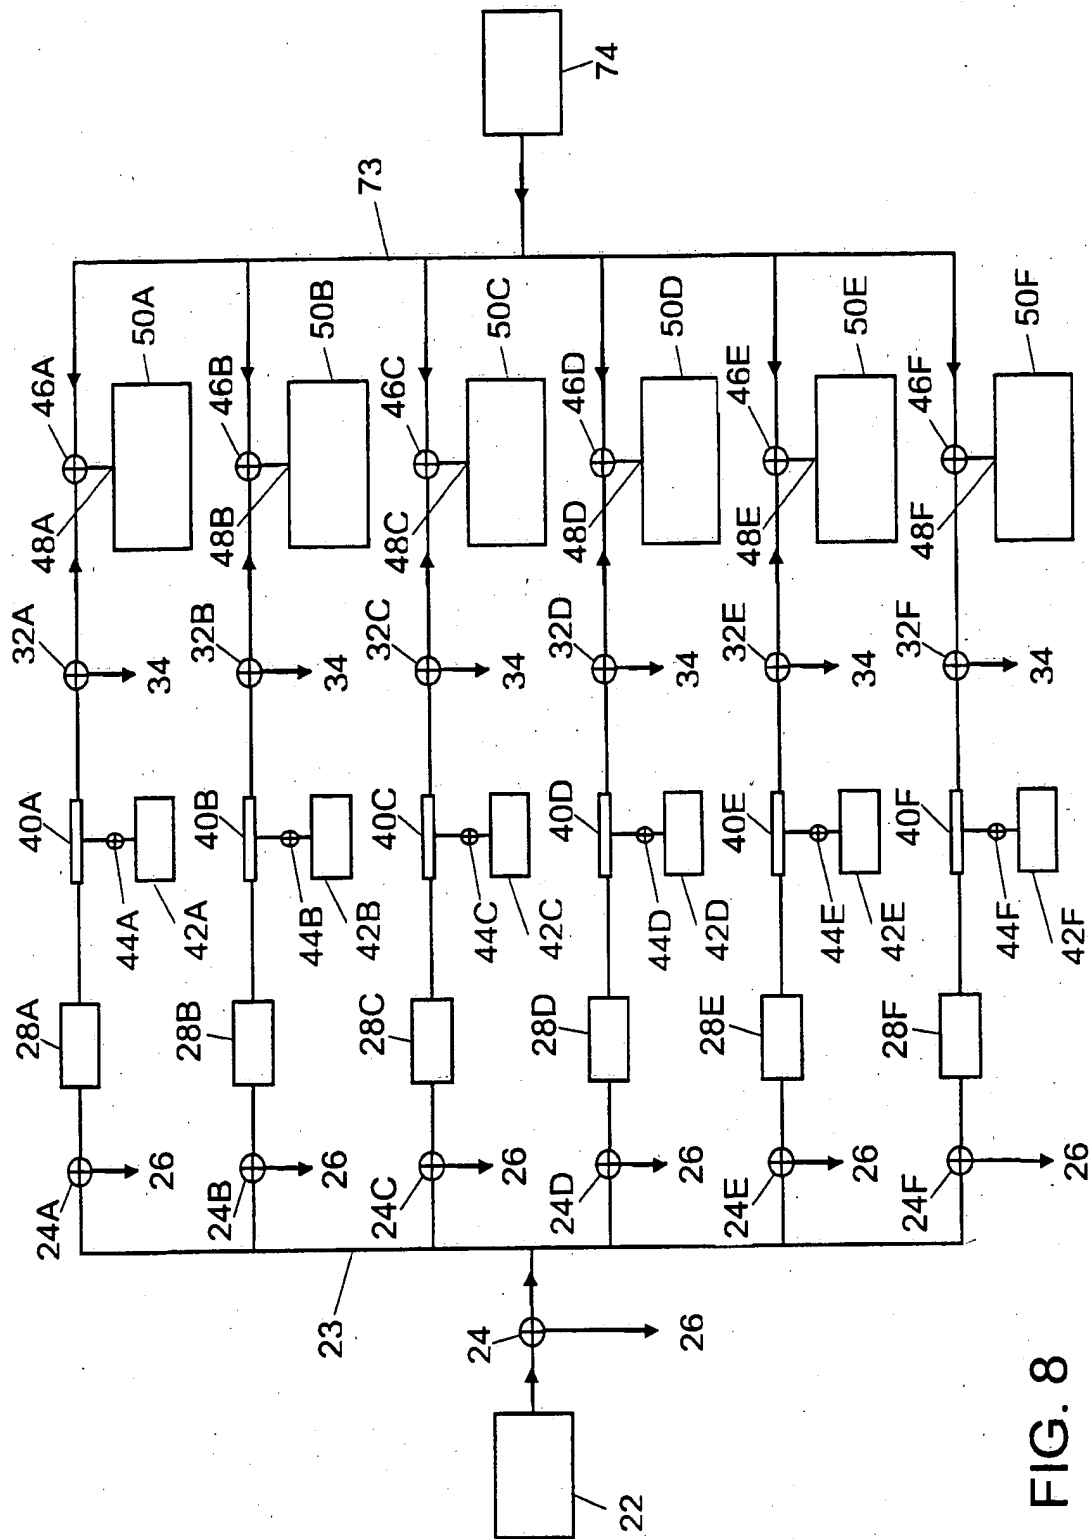 74
73
46A
50A
48A
32A
34
40A
44A
42A
28A
24A
26
46B
50B
48B
32B
34
40B
44B
42B
28B
24B
26
46C
50C
48C
32C
34
40C
44C
42C
28C
24C
26
46D
50D
48D
32D
34
40D
44D
42D
28D
24D
26
46E
50E
48E
32E
34
40E
44E
42E
28E
24E
26
46F
50F
48F
32F
34
40F
44F
42F
28F
24F
26
23
24
26
22
FIG. 8